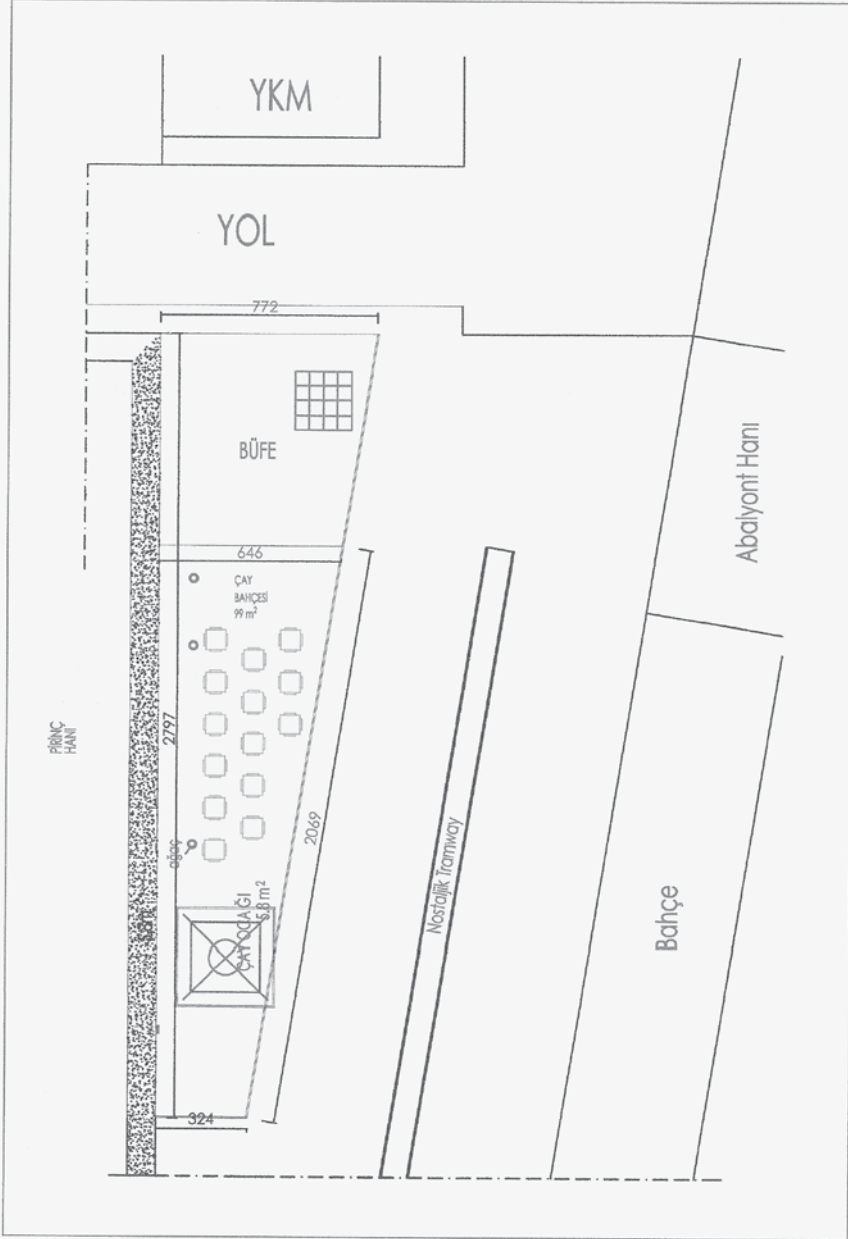 YKM
YOL
772
BÜFE
Abalyont Hanı
646
ÇAY
BAHÇESİ
99 m²
PİRİNÇ
HANI
2797
2069
ağaç
Nostaljik Tramway
ÇAY OCAĞI
5.8 m²
Bahçe
324